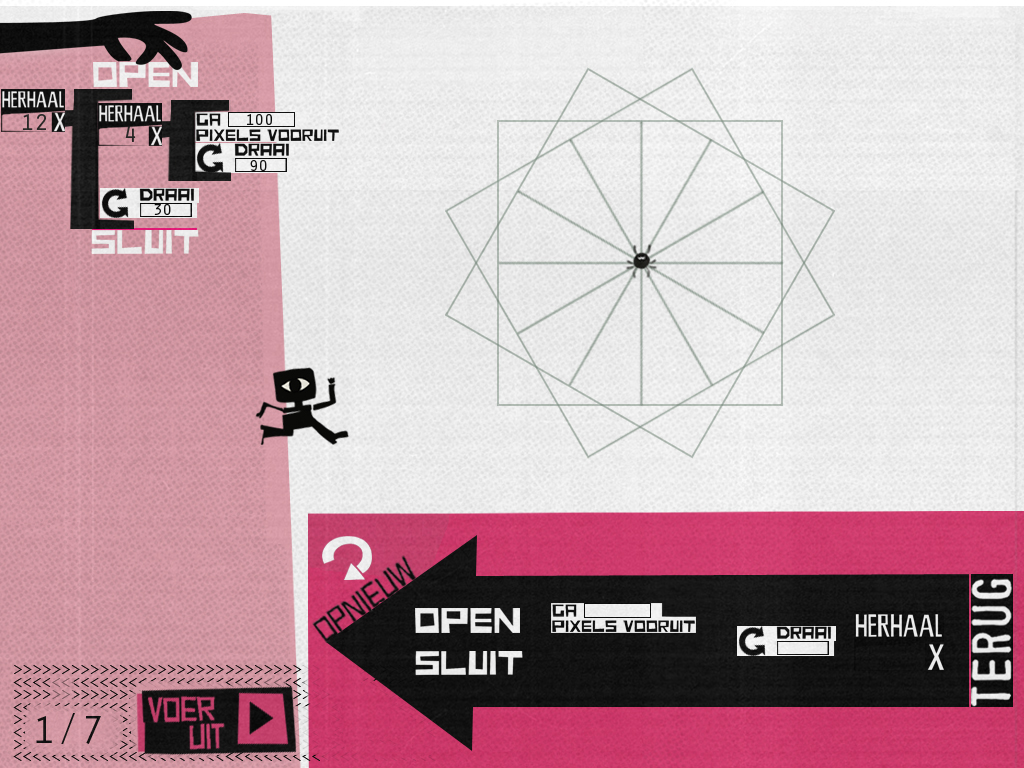 OPEN
HERHAAL
12 X
HERHAAL
4 X
GA 100
PIXELS VOORUIT
DRAAI
90
DRAAI
30
SLUIT
OPNIEUW
OPEN
SLUIT
GA
PIXELS VOORUIT
DRAAI
HERHAAL
X
TERUG
1/7
VOER
UIT